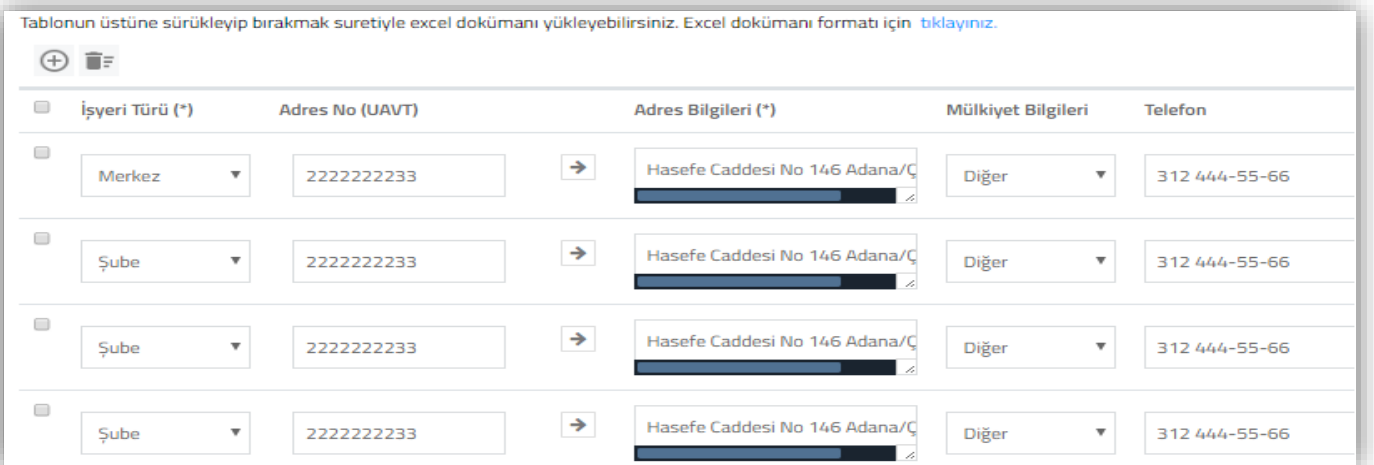 Tablonun üstüne sürükleyip bırakmak suretiyle excel dokümanı yükleyebilirsiniz. Excel dokümanı formatı için tıklayınız.
İşyeri Türü (*) Adres No (UAVT) Adres Bilgileri (*) Mülkiyet Bilgileri Telefon
Merkez 2222222233 Hasefe Caddesi No 146 Adana/Ç Diğer 312 444-55-66
Şube 2222222233 Hasefe Caddesi No 146 Adana/Ç Diğer 312 444-55-66
Şube 2222222233 Hasefe Caddesi No 146 Adana/Ç Diğer 312 444-55-66
Şube 2222222233 Hasefe Caddesi No 146 Adana/Ç Diğer 312 444-55-66